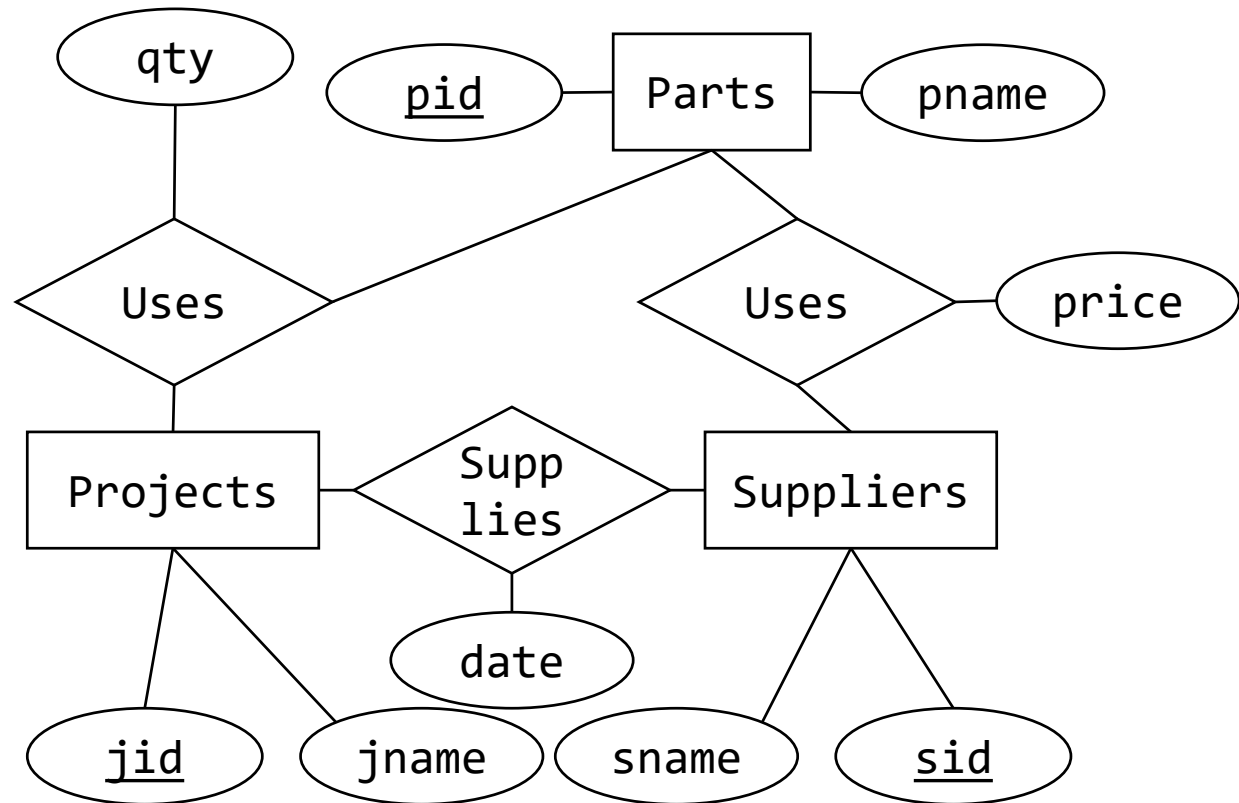 qty
pid
Parts
pname
Uses
Uses
price
Projects
Supp
lies
Suppliers
date
jid
jname
sname
sid